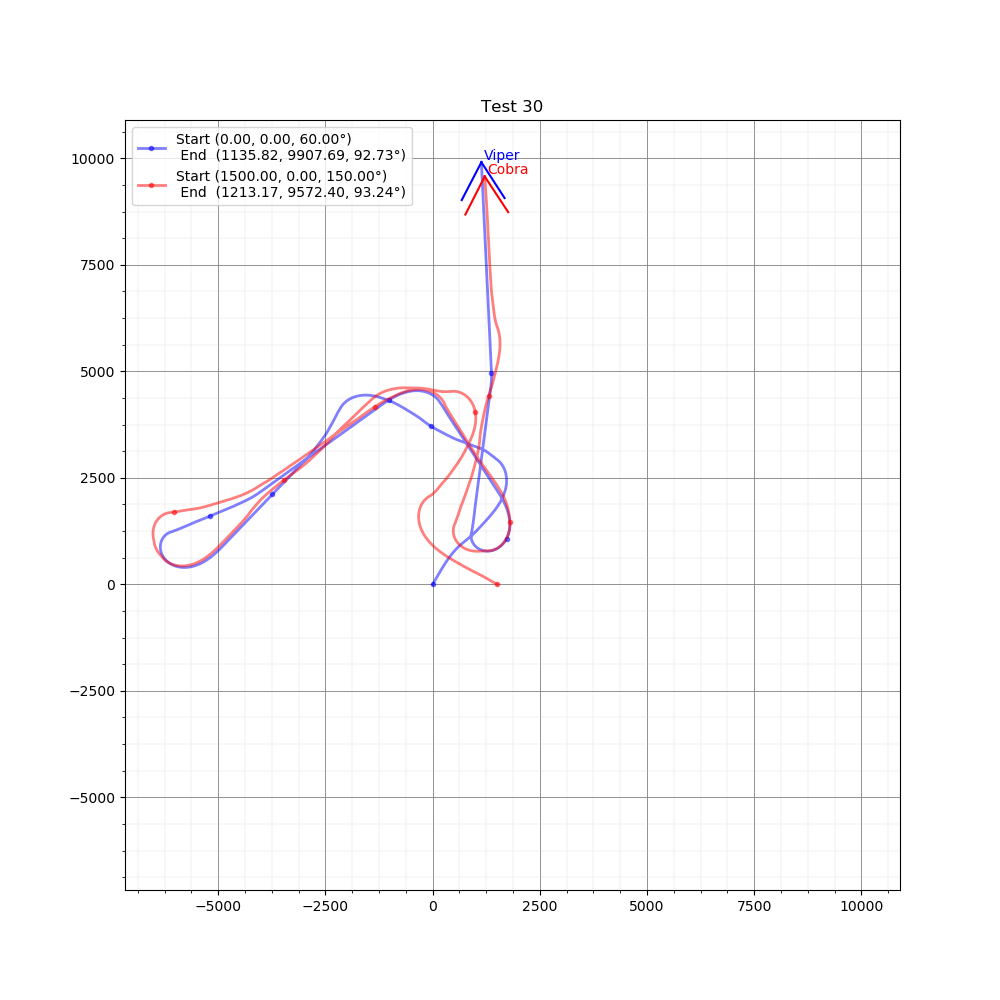 Test 30
Start (0.00, 0.00, 60.00°)
End (1135.82, 9907.69, 92.73°)
Start (1500.00, 0.00, 150.00°)
End (1213.17, 9572.40, 93.24°)
Viper
Cobra
10000
7500
5000
2500
0
−2500
−5000
−5000
−2500
0
2500
5000
7500
10000